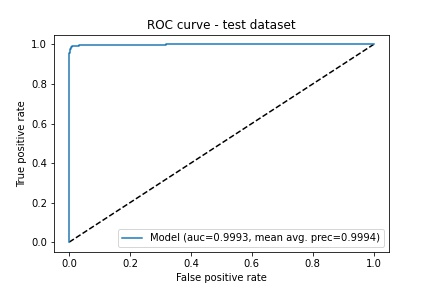 ROC curve - test dataset
True positive rate
1.0
0.8
0.6
0.4
0.2
0.0
Model (auc=0.9993, mean avg. prec=0.9994)
0.0 0.2 0.4 0.6 0.8 1.0
False positive rate